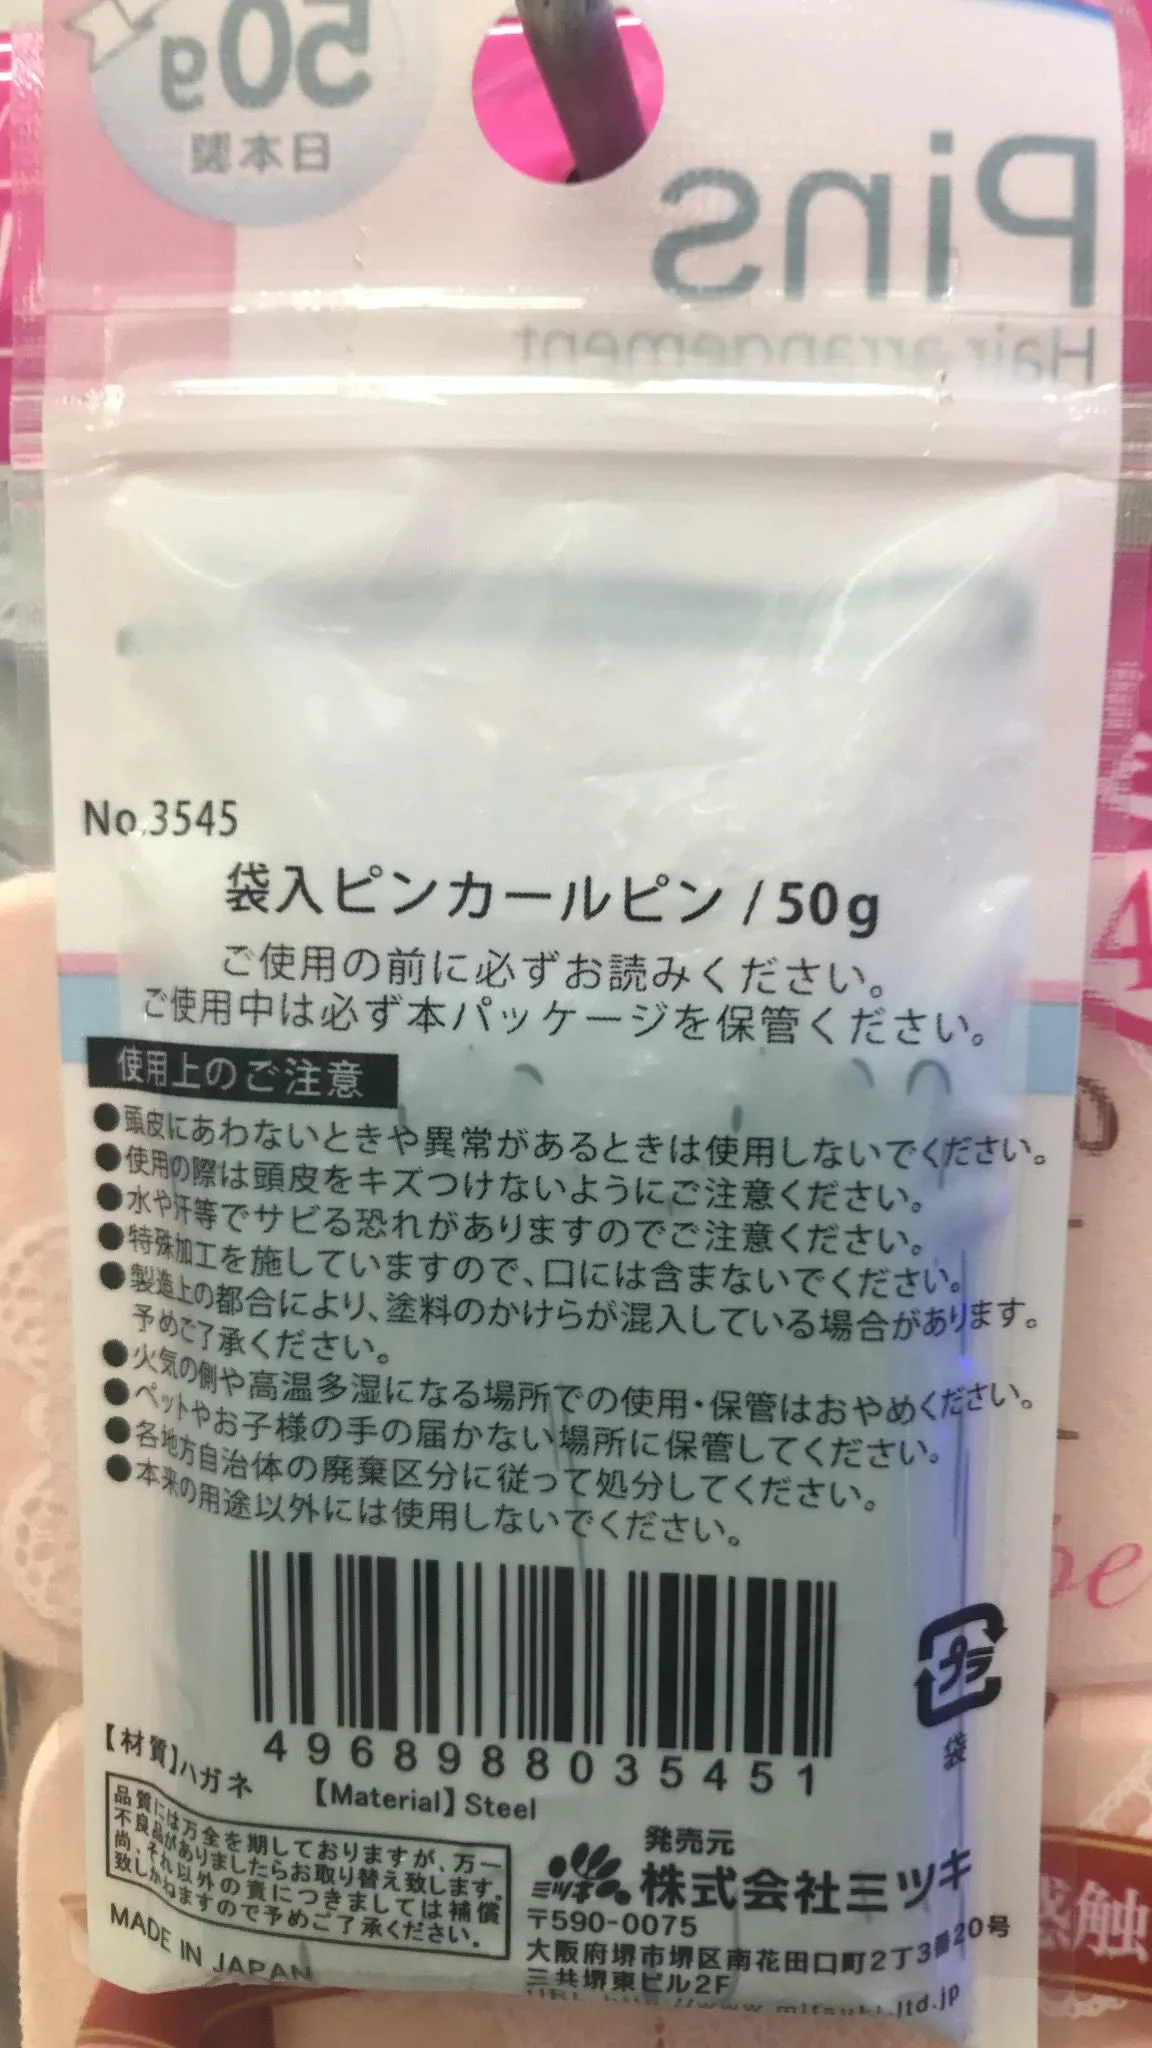 50g
日本製
Pins
Hair arrangement
No.3545
袋入ピンカールピン / 50g
ご使用の前に必ずお読みください。
ご使用中は必ず本パッケージを保管ください。
使用上のご注意
●頭皮にあわないときや異常があるときは使用しないでください。
●使用の際は頭皮をキズつけないようにご注意ください。
●水や汗等でサビる恐れがありますのでご注意ください。
●特殊加工を施していますので、口には含まないでください。
●製造上の都合により、塗料のかけらが混入している場合があります。
予めご了承ください。
●火気の側や高温多湿になる場所での使用・保管はおやめください。
●ペットやお子様の手の届かない場所に保管してください。
●各地方自治体の廃棄区分に従って処分してください。
●本来の用途以外には使用しないでください。
4968988035451
プラ
袋
【材質】ハガネ
【Material】Steel
品質には万全を期しておりますが、万一
不良品がありましたらお取り替え致します。
尚、それ以外の責につきましては補償
致しかねますので予めご了承ください。
MADE IN JAPAN
発売元
ミツキ
株式会社ミツキ
〒590-0075
大阪府堺市堺区南花田口町2丁3番20号
三共堺東ビル2F
URL http://www.mitsuki-ltd.jp
感触